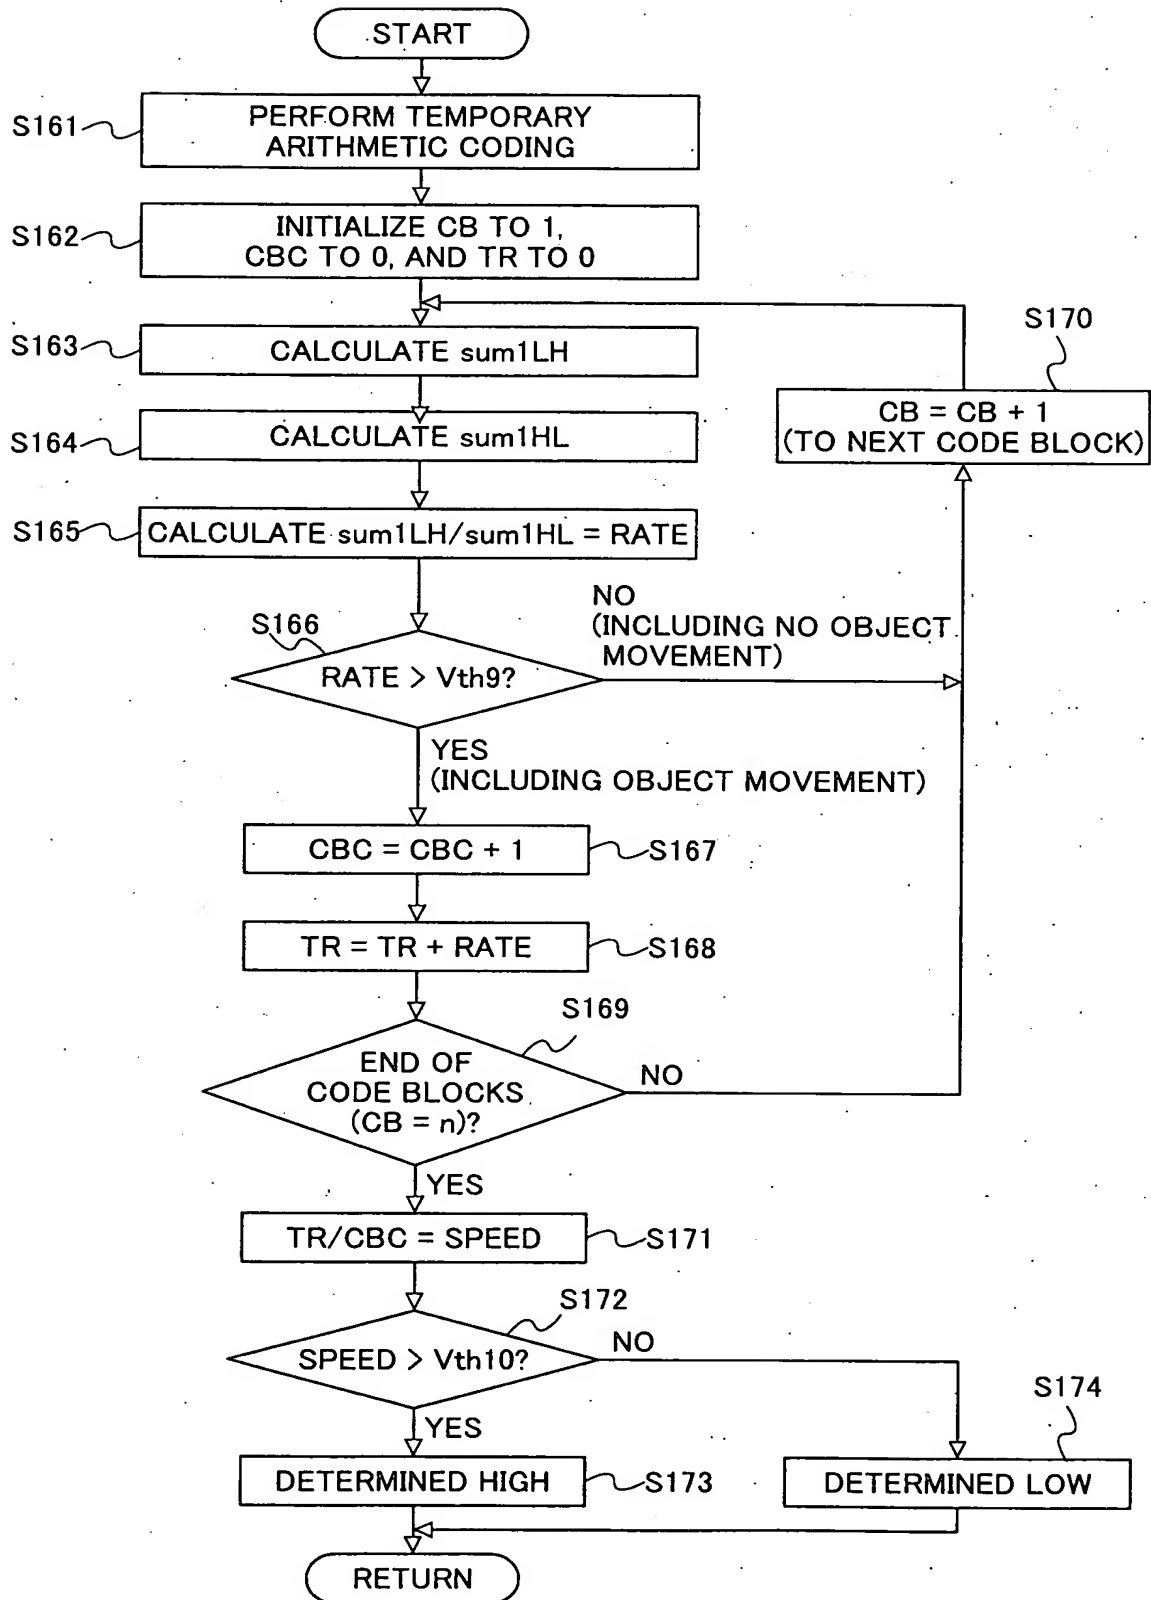 START
S161
PERFORM TEMPORARY
ARITHMETIC CODING
S162
INITIALIZE CB TO 1,
CBC TO 0, AND TR TO 0
S163
CALCULATE sum1LH
S170
CB = CB + 1
(TO NEXT CODE BLOCK)
S164
CALCULATE sum1HL
S165
CALCULATE sum1LH/sum1HL = RATE
S166
RATE > Vth9?
NO
(INCLUDING NO OBJECT
MOVEMENT)
YES
(INCLUDING OBJECT MOVEMENT)
CBC = CBC + 1
S167
TR = TR + RATE
S168
S169
END OF
CODE BLOCKS
(CB = n)?
NO
YES
TR/CBC = SPEED
S171
S172
SPEED > Vth10?
NO
YES
S174
DETERMINED HIGH
S173
DETERMINED LOW
RETURN